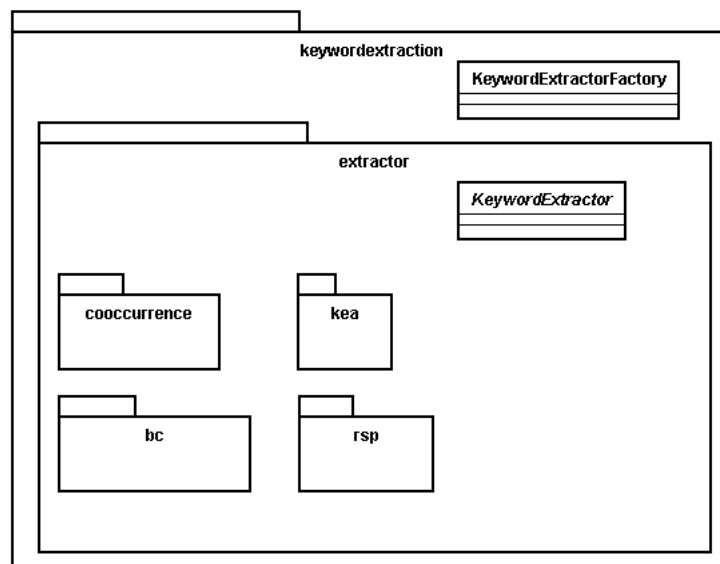 keywordextraction
KeywordExtractorFactory
extractor
KeywordExtractor
cooccurrence
kea
bc
rsp